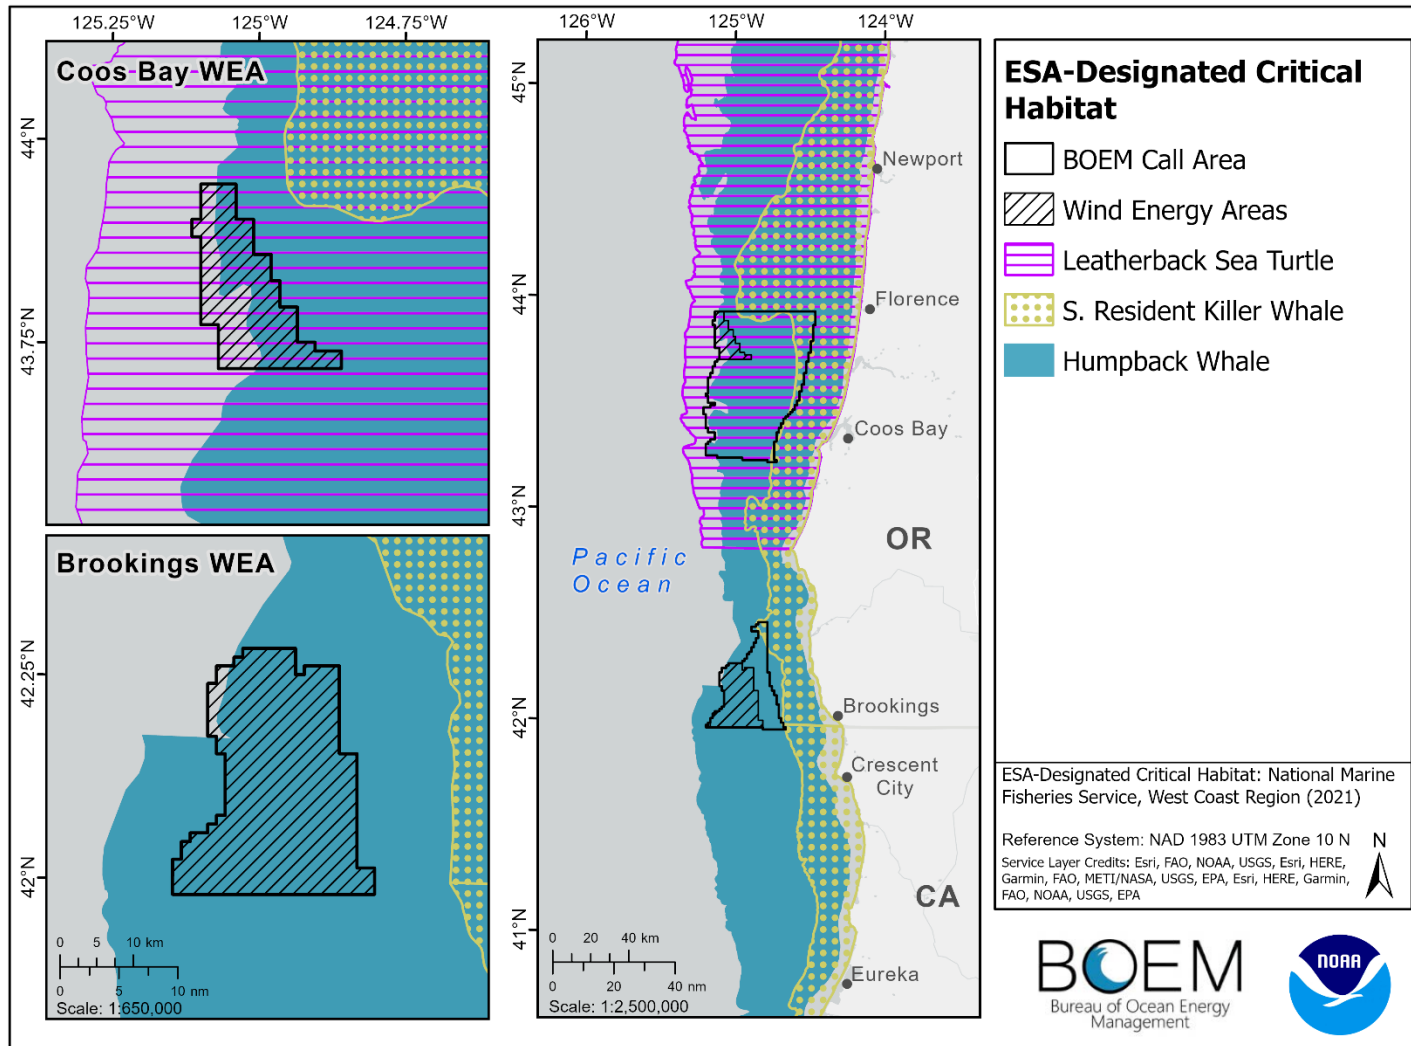 125.25°W 125°W 124.75°W
Coos Bay WEA
44°N
43.75°N
Brookings WEA
42.25°N
42°N
0 5 10 km
0 5 10 nm
Scale: 1:650,000
126°W 125°W 124°W
45°N
44°N
43°N
42°N
41°N
Newport
Florence
Coos Bay
OR
Pacific
Ocean
Brookings
Crescent
City
CA
Eureka
0 20 40 km
0 20 40 nm
Scale: 1:2,500,000
ESA-Designated Critical
Habitat
BOEM Call Area
Wind Energy Areas
Leatherback Sea Turtle
S. Resident Killer Whale
Humpback Whale
ESA-Designated Critical Habitat: National Marine
Fisheries Service, West Coast Region (2021)
Reference System: NAD 1983 UTM Zone 10 N
N
Service Layer Credits: Esri, FAO, NOAA, USGS, Esri, HERE,
Garmin, FAO, METI/NASA, USGS, EPA, Esri, HERE, Garmin,
FAO, NOAA, USGS, EPA
BOEM
Bureau of Ocean Energy
Management
NOAA